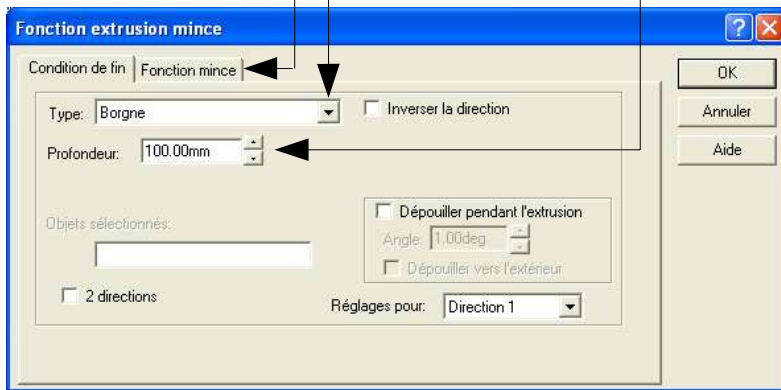 Fonction extrusion mince
Condition de fin Fonction mince
OK
Type: Borgne Inverser la direction
Annuler
Profondeur: 100.00mm
Aide
Objets sélectionnés:
Dépouiller pendant l'extrusion
Angle: 1.00deg
Dépouiller vers l'extérieur
2 directions
Réglages pour: Direction 1